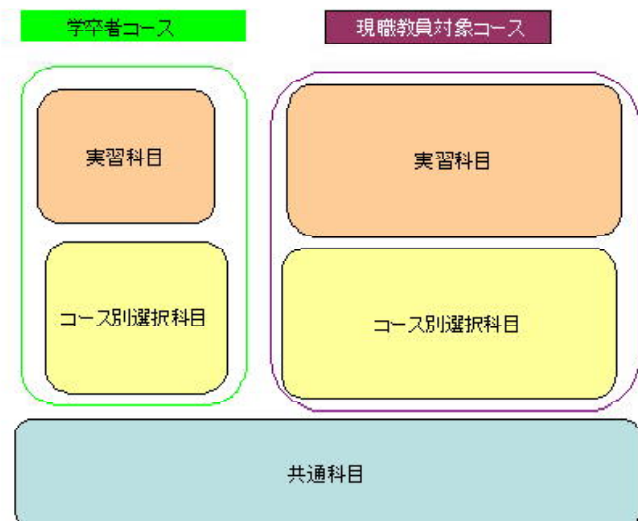 学卒者コース
現職教員対象コース
実習科目
実習科目
コース別選択科目
コース別選択科目
共通科目